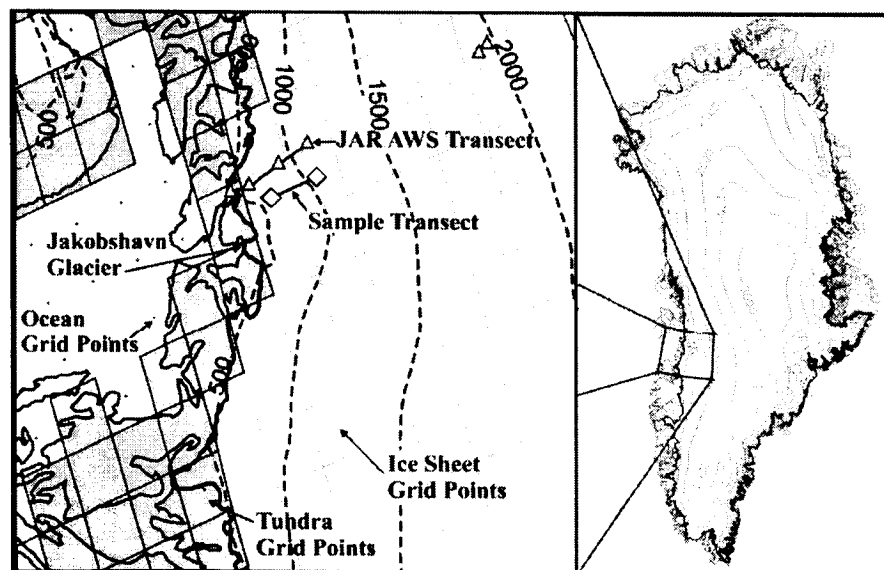 500
1000
1500
2000
JAR AWS Transect
Sample Transect
Jakobshavn
Glacier
Ocean
Grid Points
500
Ice Sheet
Grid Points
Tundra
Grid Points